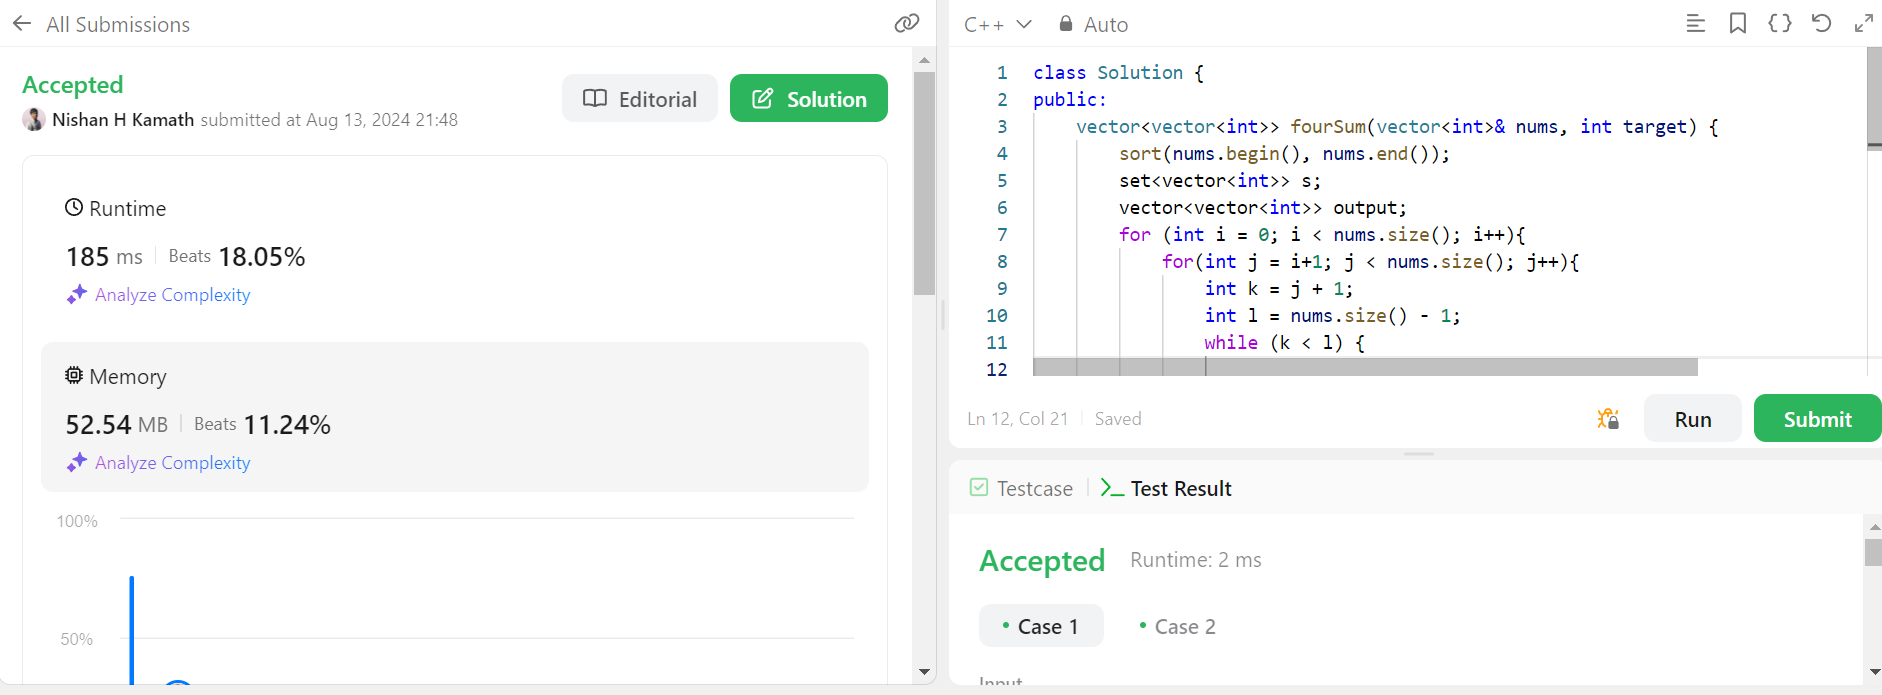 All Submissions
Accepted
Nishan H Kamath submitted at Aug 13, 2024 21:48
Editorial
Solution
Runtime
185 ms | Beats 18.05%
Analyze Complexity
Memory
52.54 MB | Beats 11.24%
Analyze Complexity
100%
50%
C++ Auto
1 class Solution {
2 public:
3 vector<vector<int>> fourSum(vector<int>& nums, int target) {
4 sort(nums.begin(), nums.end());
5 set<vector<int>> s;
6 vector<vector<int>> output;
7 for (int i = 0; i < nums.size(); i++){
8 for(int j = i+1; j < nums.size(); j++){
9 int k = j + 1;
10 int l = nums.size() - 1;
11 while (k < l) {
12
Ln 12, Col 21 | Saved
Run
Submit
Testcase | Test Result
Accepted Runtime: 2 ms
Case 1 Case 2
Input